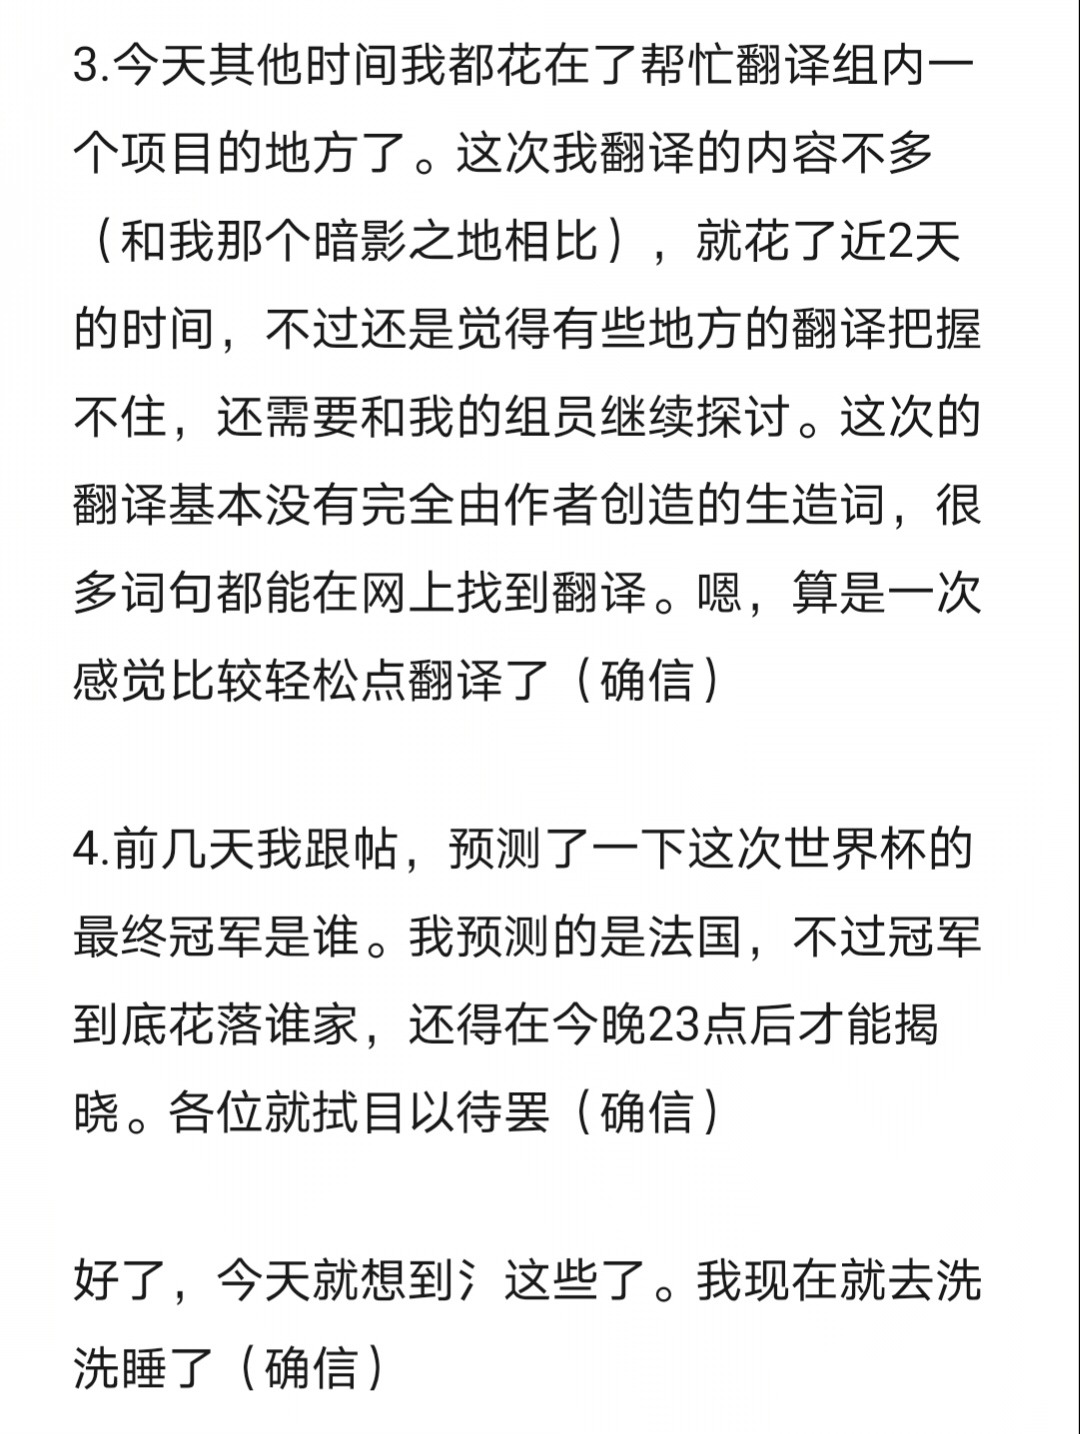 3.今天其他时间我都花在了帮忙翻译组内一
个项目的地方了。这次我翻译的内容不多
（和我那个暗影之地相比），就花了近2天
的时间，不过还是觉得有些地方的翻译把握
不住，还需要和我的组员继续探讨。这次的
翻译基本没有完全由作者创造的生造词，很
多词句都能在网上找到翻译。嗯，算是一次
感觉比较轻松点翻译了（确信）
4.前几天我跟帖，预测了一下这次世界杯的
最终冠军是谁。我预测的是法国，不过冠军
到底花落谁家，还得在今晚23点后才能揭
晓。各位就拭目以待罢（确信）
好了，今天就想到氵这些了。我现在就去洗
洗睡了（确信）